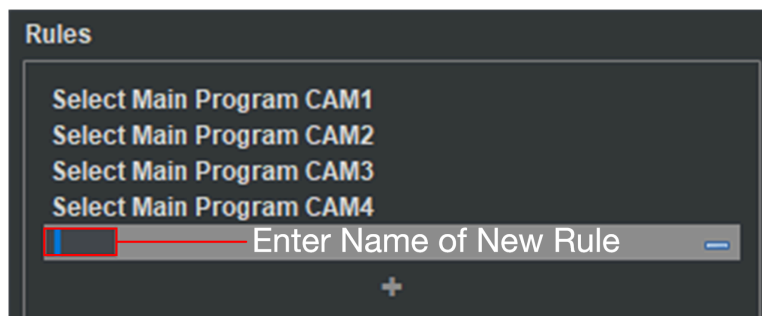 Rules
Select Main Program CAM1
Select Main Program CAM2
Select Main Program CAM3
Select Main Program CAM4
Enter Name of New Rule